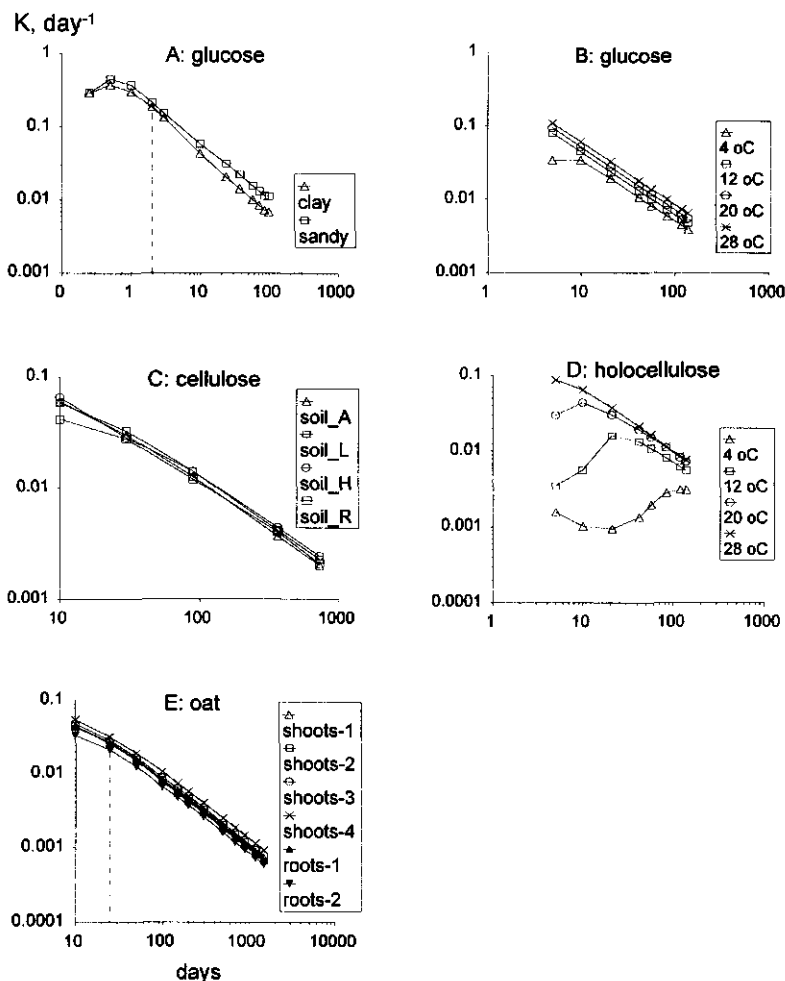 K, day⁻¹
A: glucose
1
0.1
0.01
0.001
0
1
10
100
1000
clay
sandy
B: glucose
1
0.1
0.01
0.001
1
10
100
1000
4 oC
12 oC
20 oC
28 oC
C: cellulose
0.1
0.01
0.001
10
100
1000
soil_A
soil_L
soil_H
soil_R
D: holocellulose
0.1
0.01
0.001
0.0001
1
10
100
1000
4 oC
12 oC
20 oC
28 oC
E: oat
0.1
0.01
0.001
0.0001
10
100
1000
10000
shoots-1
shoots-2
shoots-3
shoots-4
roots-1
roots-2
days